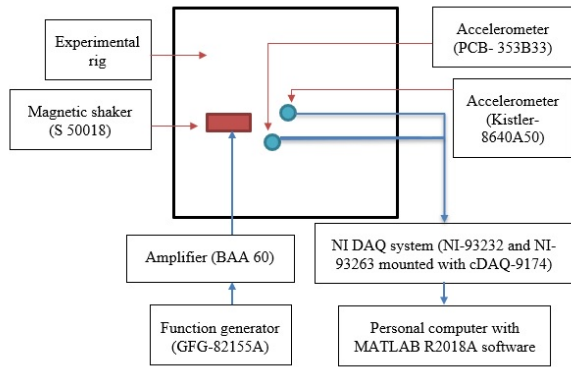 Experimental
rig
Magnetic shaker
(S 50018)
Accelerometer
(PCB- 353B33)
Accelerometer
(Kistler-
8640A50)
Amplifier (BAA 60)
NI DAQ system (NI-93232 and NI-
93263 mounted with cDAQ-9174)
Function generator
(GFG-82155A)
Personal computer with
MATLAB R2018A software